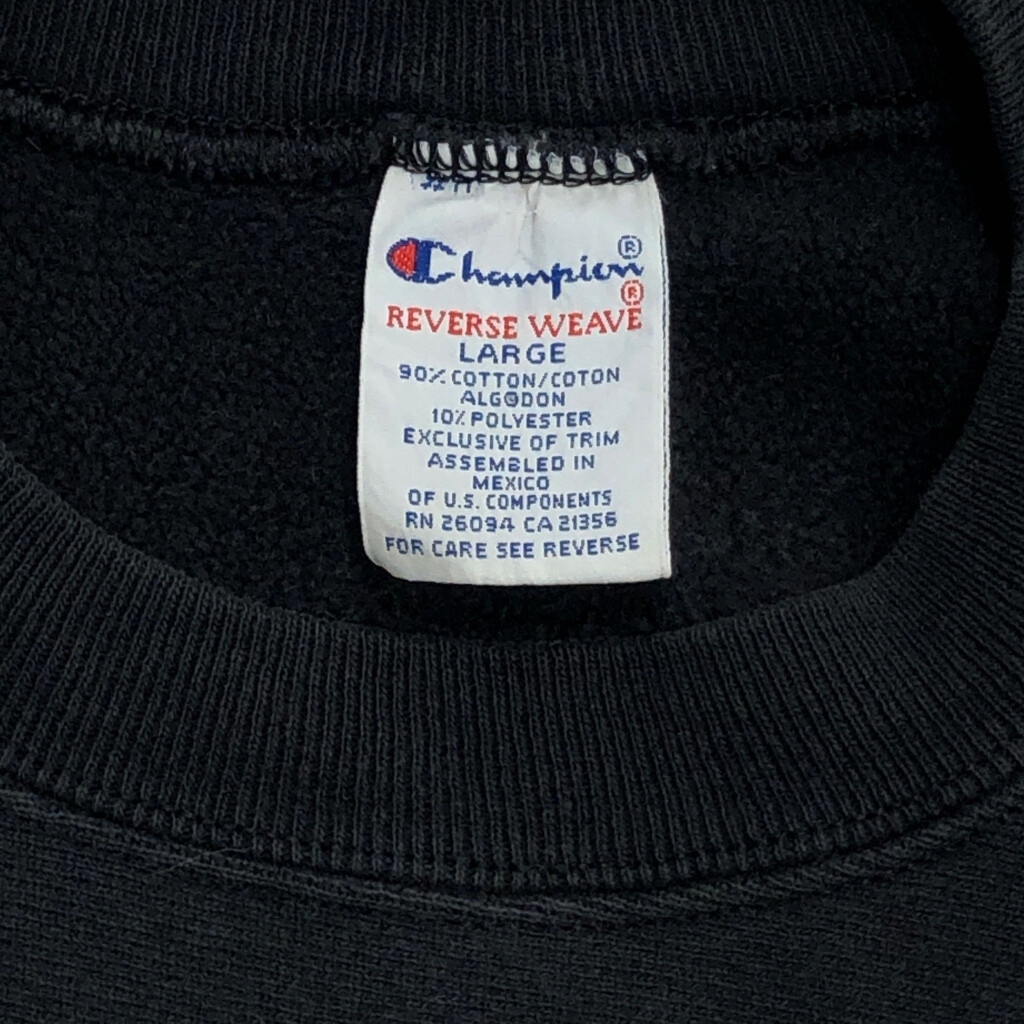 Champion®
REVERSE WEAVE®
LARGE
90% COTTON/COTON
ALGODON
10% POLYESTER
EXCLUSIVE OF TRIM
ASSEMBLED IN
MEXICO
OF U.S. COMPONENTS
RN 26094 CA 21356
FOR CARE SEE REVERSE